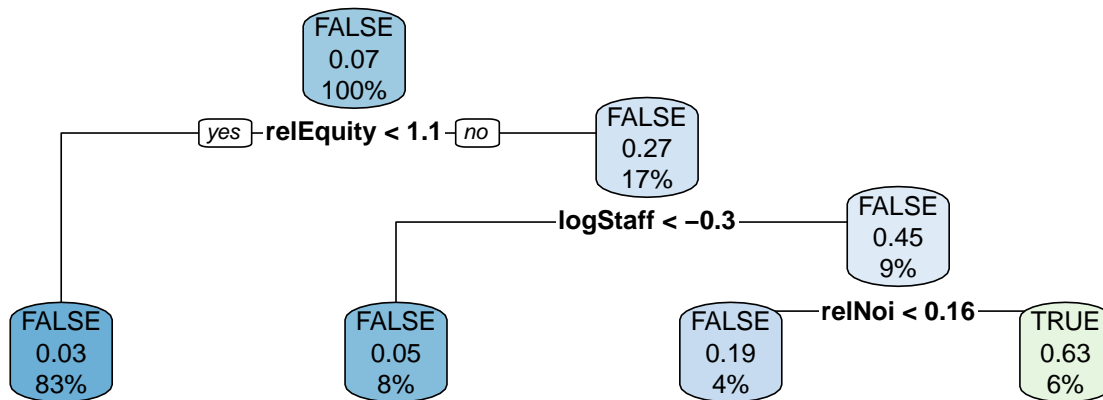 FALSE
0.07
100%
yes relEquity < 1.1 no
FALSE
0.27
17%
logStaff < −0.3
FALSE
0.45
9%
relNoi < 0.16
FALSE
0.03
83%
FALSE
0.05
8%
FALSE
0.19
4%
TRUE
0.63
6%